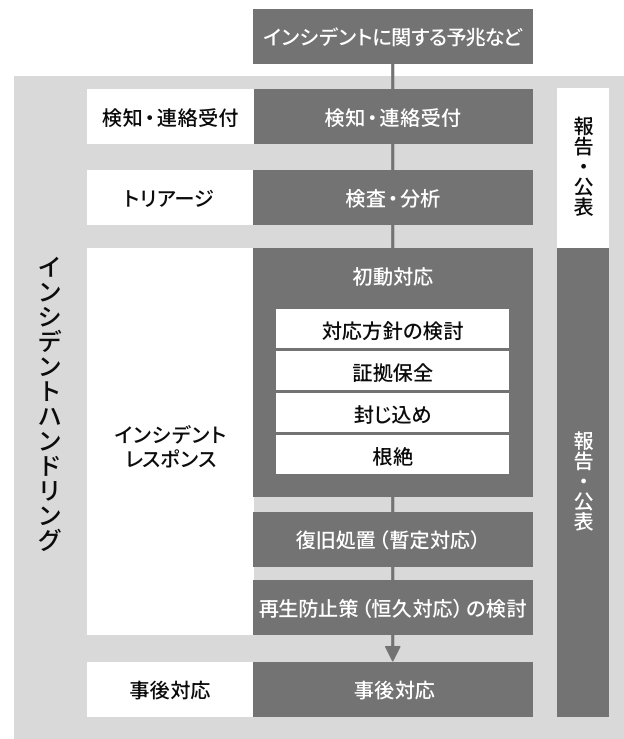 インシデントに関する予兆など
検知・連絡受付
検知・連絡受付
トリアージ
検査・分析
報告・公表
インシデントハンドリング
インシデント
レスポンス
初動対応
対応方針の検討
証拠保全
封じ込め
根絶
復旧処置（暫定対応）
再生防止策（恒久対応）の検討
報告・公表
事後対応
事後対応